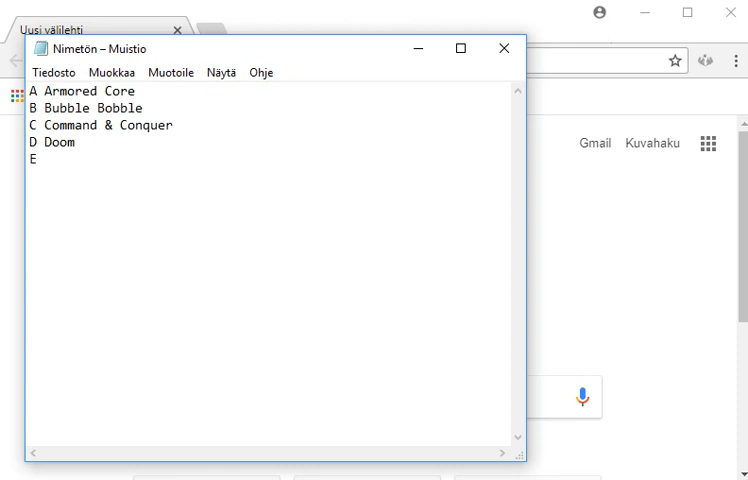 Uusi välilehti
Nimetön – Muistio
Tiedosto Muokkaa Muotoile Näytä Ohje
A Armored Core
B Bubble Bobble
C Command & Conquer
D Doom
E
Gmail Kuvahaku